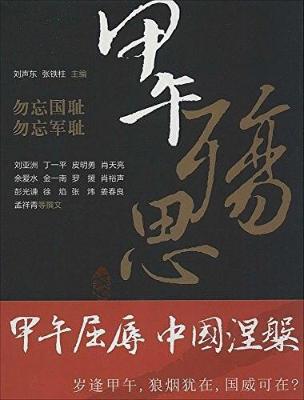 刘声东 张铁柱 主编
甲午殇思
勿忘国耻
勿忘军耻
刘亚洲 丁一平 皮明勇 肖天亮
余爱水 金一南 罗 援 肖裕声
彭光谦 徐 焰 张 炜 姜春良
孟祥青等撰文
甲午屈辱 中國涅槃
岁逢甲午，狼烟犹在，国威可在？